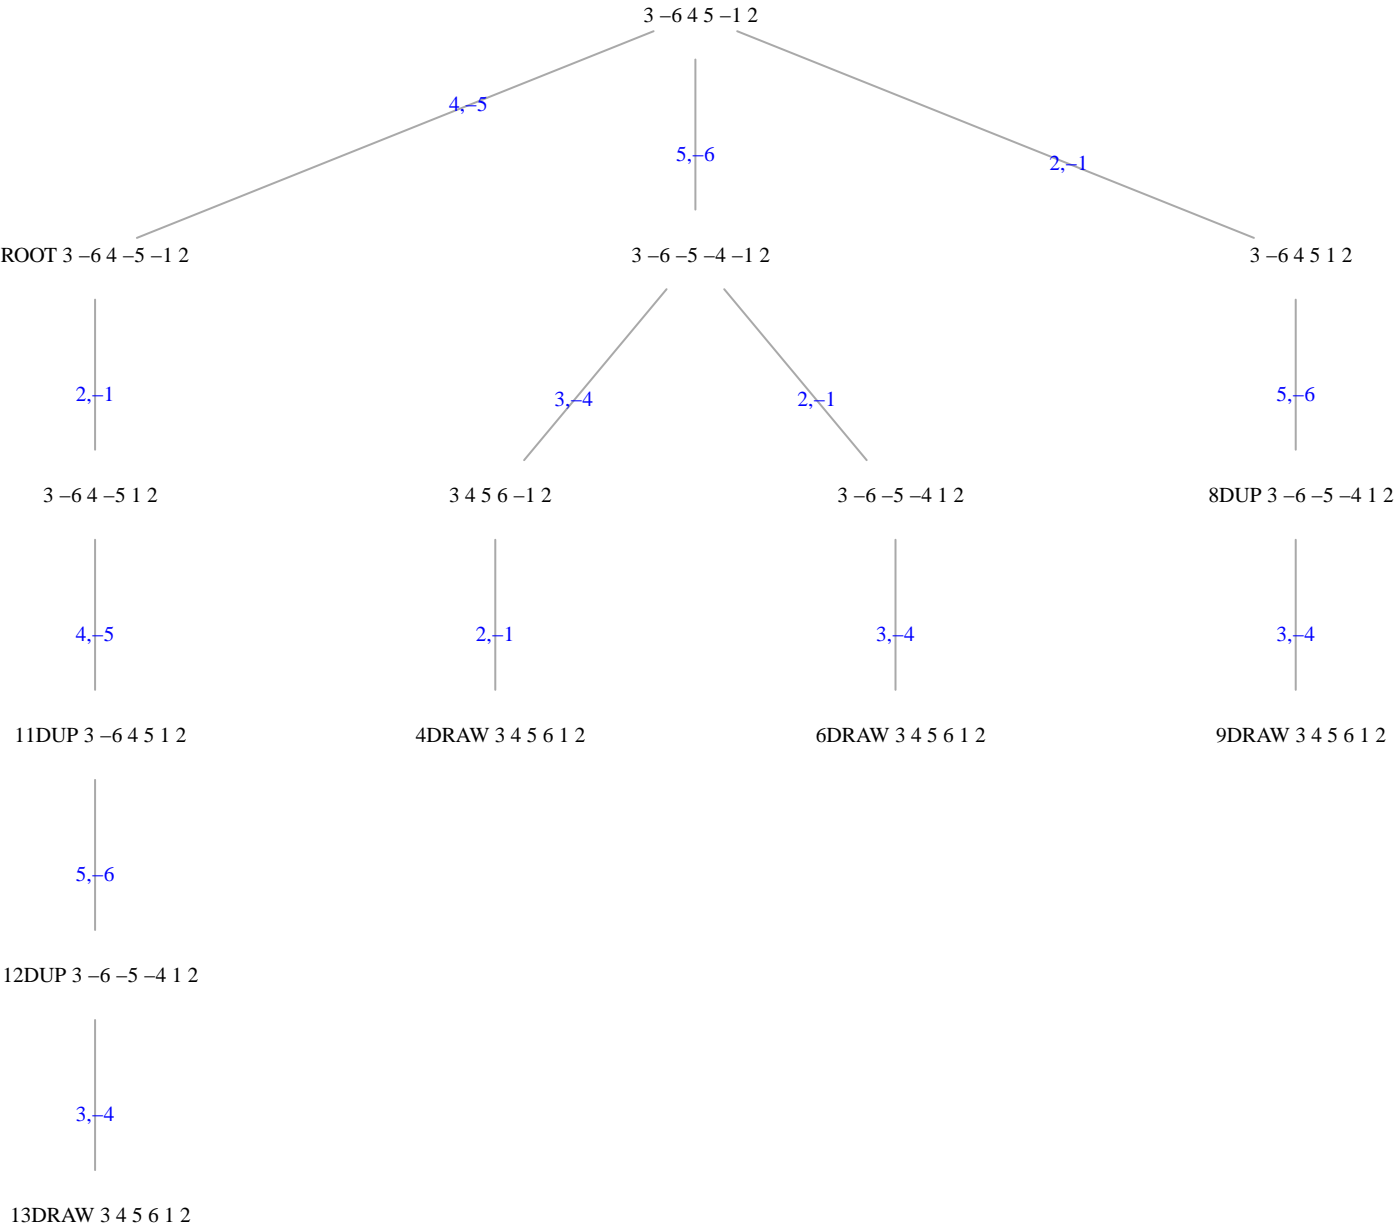 3 –6 4 5 –1 2
4,–5
5,–6
2,–1
ROOT 3 –6 4 –5 –1 2
3 –6 –5 –4 –1 2
3 –6 4 5 1 2
2,–1
3,–4
2,–1
5,–6
3 –6 4 –5 1 2
3 4 5 6 –1 2
3 –6 –5 –4 1 2
8DUP 3 –6 –5 –4 1 2
4,–5
2,–1
3,–4
3,–4
11DUP 3 –6 4 5 1 2
4DRAW 3 4 5 6 1 2
6DRAW 3 4 5 6 1 2
9DRAW 3 4 5 6 1 2
5,–6
12DUP 3 –6 –5 –4 1 2
3,–4
13DRAW 3 4 5 6 1 2